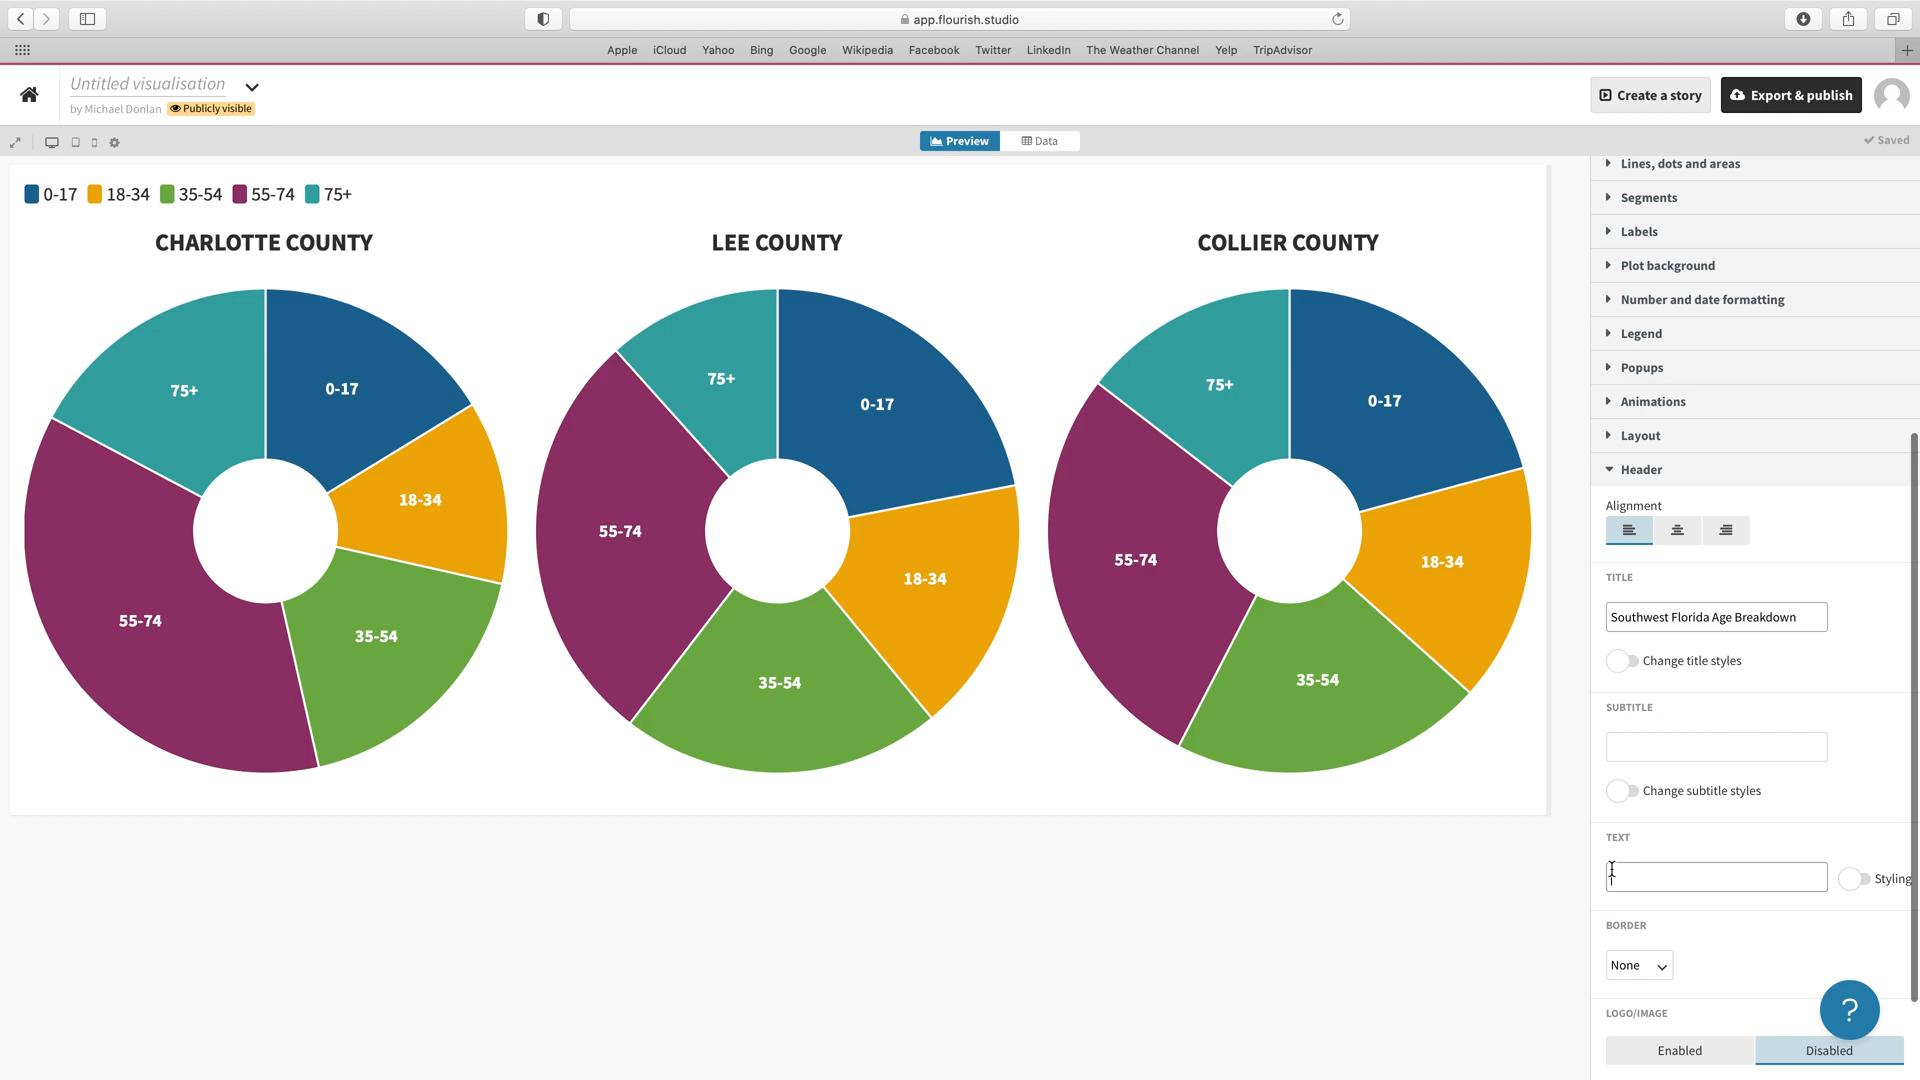 app.flourish.studio
Apple iCloud Yahoo Bing Google Wikipedia Facebook Twitter LinkedIn The Weather Channel Yelp TripAdvisor
Untitled visualisation
by Michael Donlan Publicly visible
Create a story
Export & publish
Preview
Data
Saved
0-17 18-34 35-54 55-74 75+
CHARLOTTE COUNTY
75+
0-17
18-34
55-74
35-54
LEE COUNTY
75+
0-17
55-74
18-34
35-54
COLLIER COUNTY
75+
0-17
55-74
18-34
35-54
Lines, dots and areas
Segments
Labels
Plot background
Number and date formatting
Legend
Popups
Animations
Layout
Header
Alignment
TITLE
Southwest Florida Age Breakdown
Change title styles
SUBTITLE
Change subtitle styles
TEXT
Styling
BORDER
None
?
LOGO/IMAGE
Enabled
Disabled